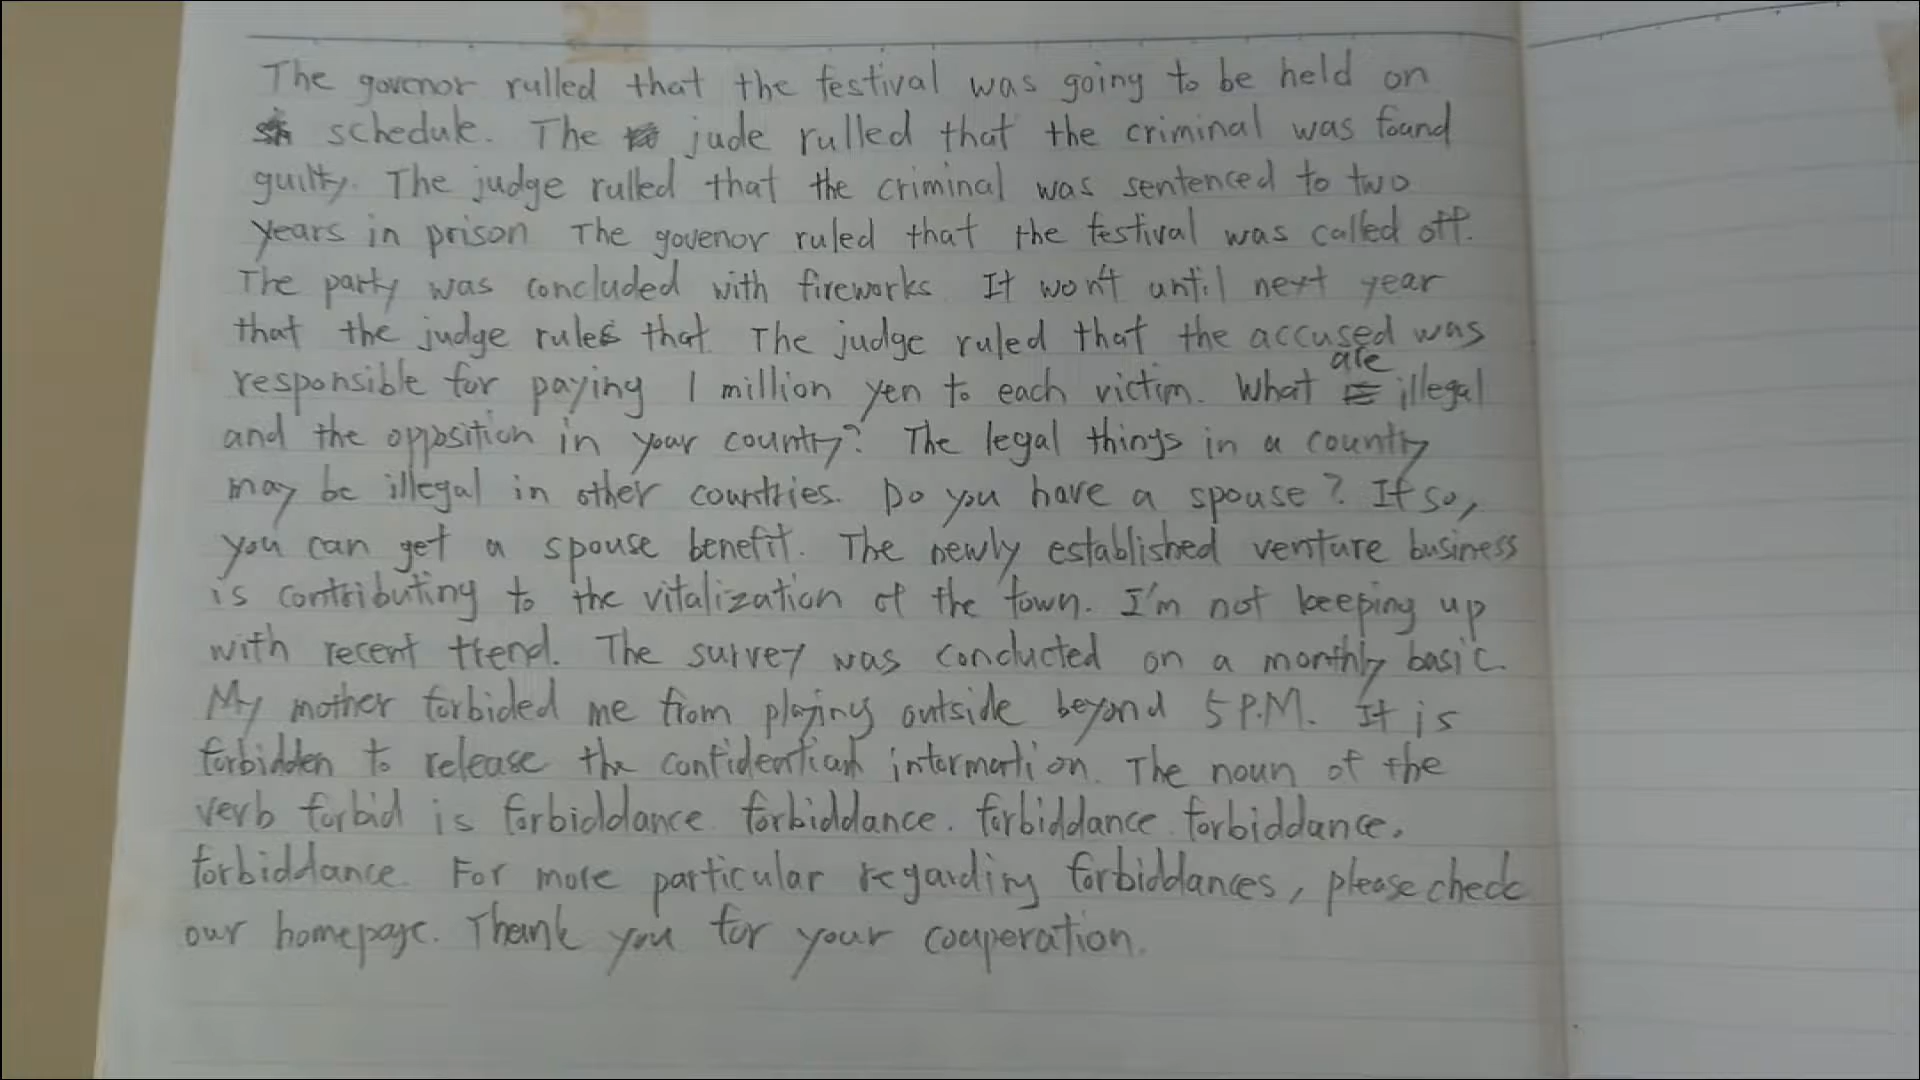 The govenor rulled that the festival was going to be held on
schedule. The jude rulled that the criminal was found
guilty. The judge rulled that the criminal was sentenced to two
years in prison The govenor ruled that the festival was called off.
The party was concluded with fireworks It won't until next year
that the judge rules that. The judge ruled that the accused was
responsible for paying 1 million yen to each victim. What are illegal
and the opposition in your country? The legal things in a country
may be illegal in other countries. Do you have a spouse? If so,
you can get a spouse benefit. The newly established venture business
is contributing to the vitalization of the town. I'm not keeping up
with recent trend. The survey was conducted on a monthly basic.
My mother forbided me from playing outside beyond 5 P.M. It is
forbidden to release the confidential information. The noun of the
verb forbid is forbiddance. forbiddance. forbiddance. forbiddance.
forbiddance. For more particular regarding forbiddances, please check
our homepage. Thank you for your couperation.